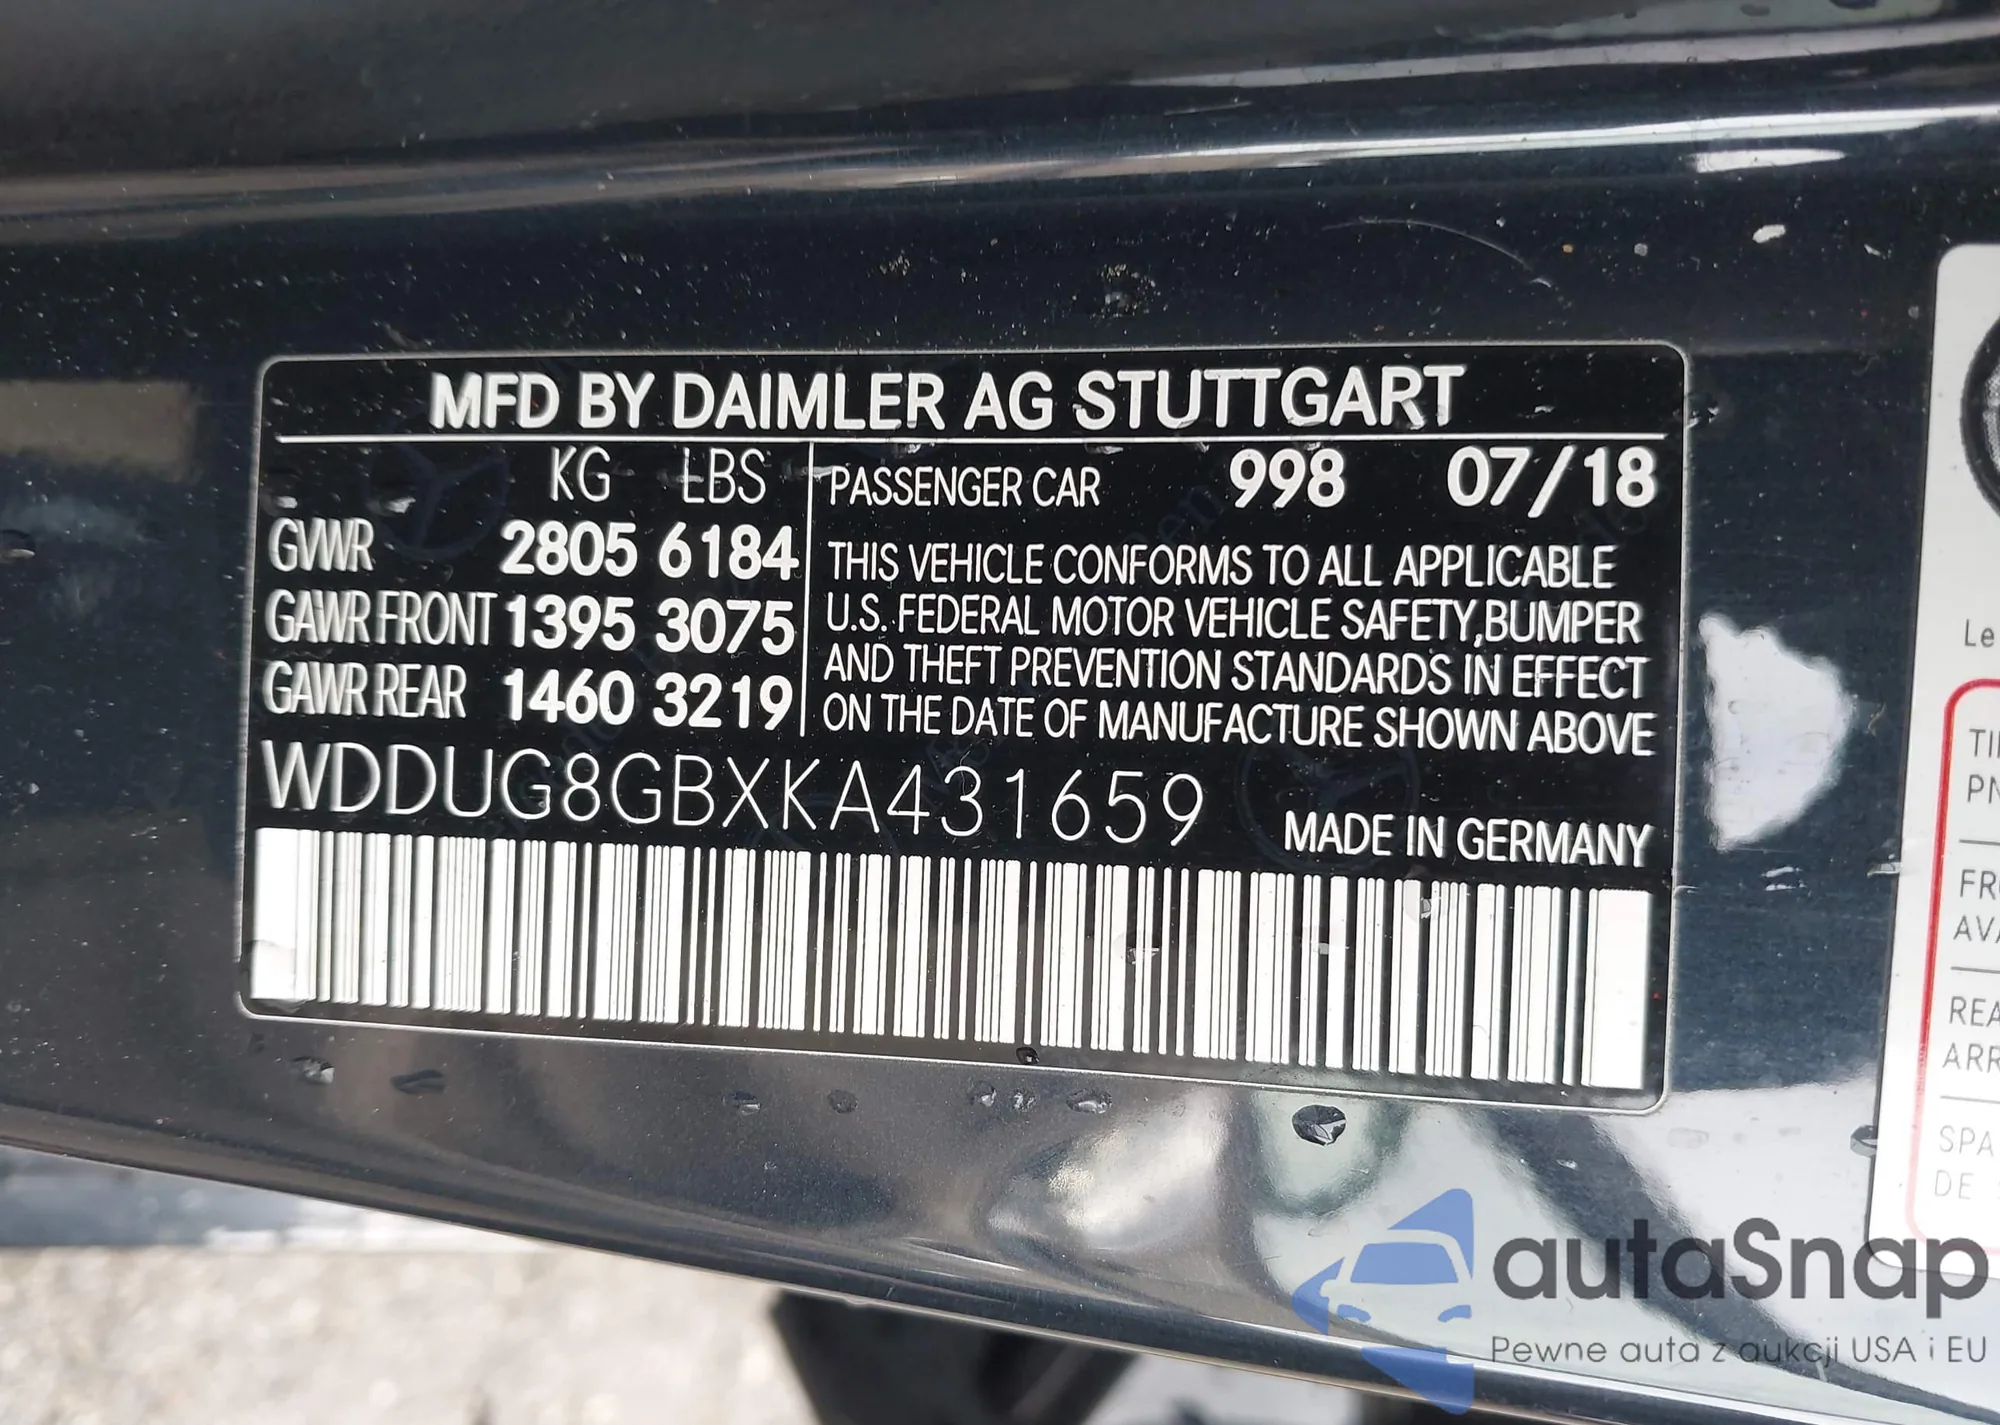 MFD BY DAIMLER AG STUTTGART
KG LBS
GVWR 2805 6184
GAWR FRONT 1395 3075
GAWR REAR 1460 3219
PASSENGER CAR 998 07/18
THIS VEHICLE CONFORMS TO ALL APPLICABLE
U.S. FEDERAL MOTOR VEHICLE SAFETY,BUMPER
AND THEFT PREVENTION STANDARDS IN EFFECT
ON THE DATE OF MANUFACTURE SHOWN ABOVE
WDDUG8GBXKA431659
MADE IN GERMANY
autaSnap
Pewne auta z aukcji USA i EU